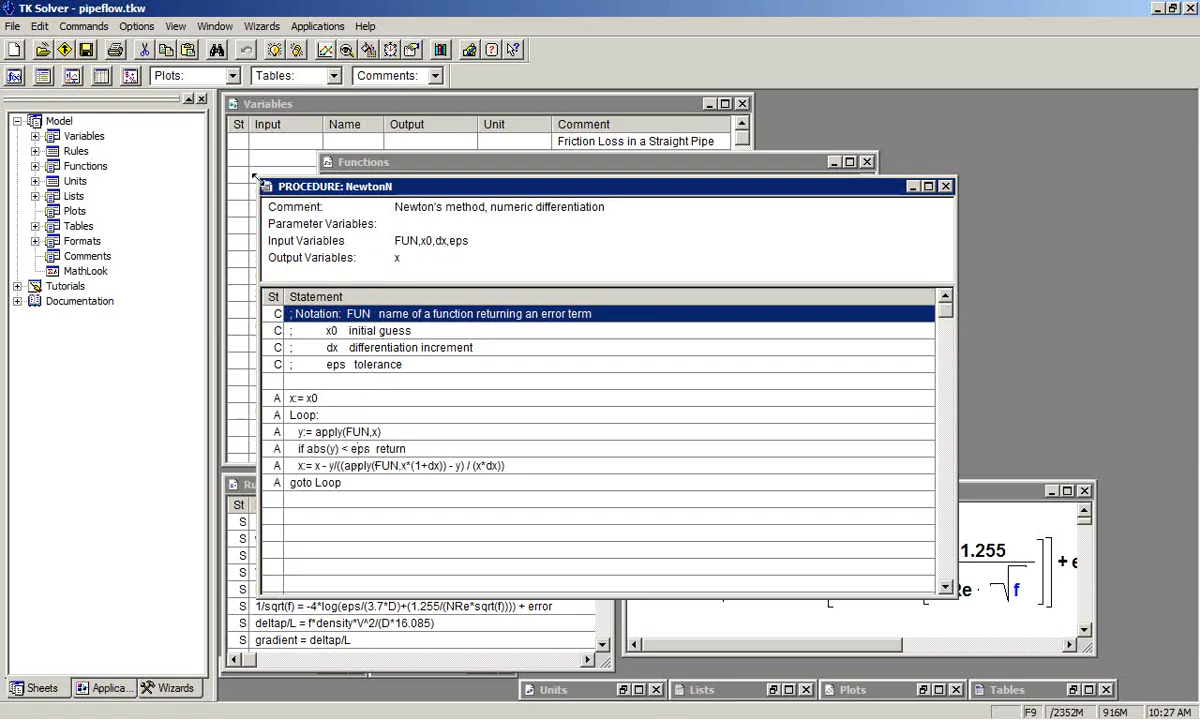 TK Solver - pipeflow.tkw
File Edit Commands Options View Window Wizards Applications Help
Plots: Tables: Comments:
Model
Variables
Rules
Functions
Units
Lists
Plots
Tables
Formats
Comments
MathLook
Tutorials
Documentation
Sheets Applica... Wizards
Variables
St Input Name Output Unit Comment
Friction Loss in a Straight Pipe
Functions
PROCEDURE: NewtonN
Comment: Newton's method, numeric differentiation
Parameter Variables:
Input Variables FUN,x0,dx,eps
Output Variables: x
St Statement
C ; Notation: FUN name of a function returning an error term
C ; x0 initial guess
C ; dx differentiation increment
C ; eps tolerance
A x:= x0
A Loop:
A y:= apply(FUN,x)
A if abs(y) < eps return
A x:= x - y/((apply(FUN,x*(1+dx)) - y) / (x*dx))
A goto Loop
Ru
St
S
S
S
S
S
S 1/sqrt(f) = -4*log(eps/(3.7*D)+(1.255/(NRe*sqrt(f)))) + error
S deltap/L = f*density*V^2/(D*16.085)
S gradient = deltap/L
1.255
+ e
Re · √f
Units Lists Plots Tables
F9 /2352M 916M 10:27 AM